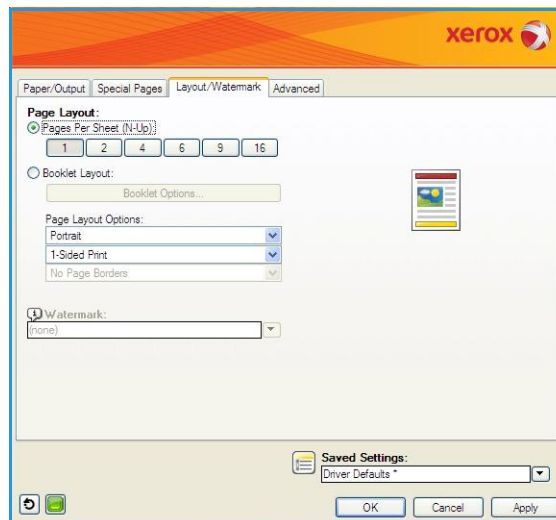 xerox
Paper/Output Special Pages Layout/Watermark Advanced
Page Layout:
Pages Per Sheet (N-Up):
1 2 4 6 9 16
Booklet Layout:
Booklet Options...
Page Layout Options:
Portrait
1-Sided Print
No Page Borders
Watermark:
(none)
Saved Settings:
Driver Defaults *
OK Cancel Apply